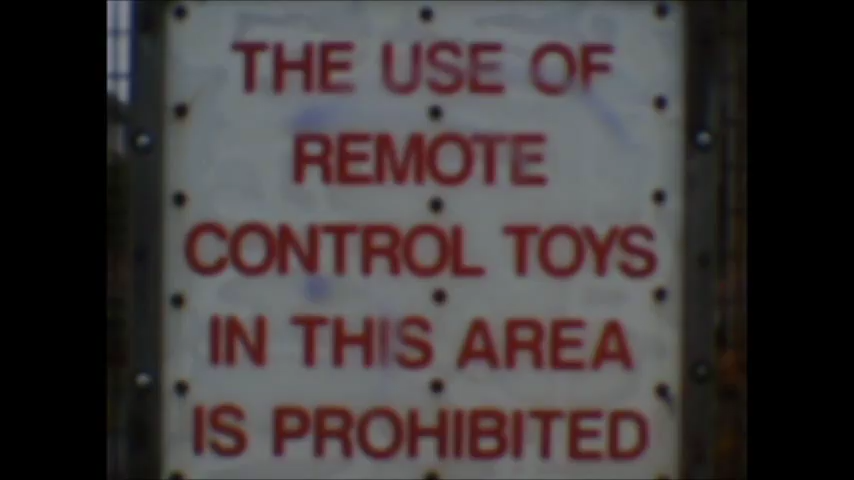 THE USE OF
REMOTE
CONTROL TOYS
IN THIS AREA
IS PROHIBITED